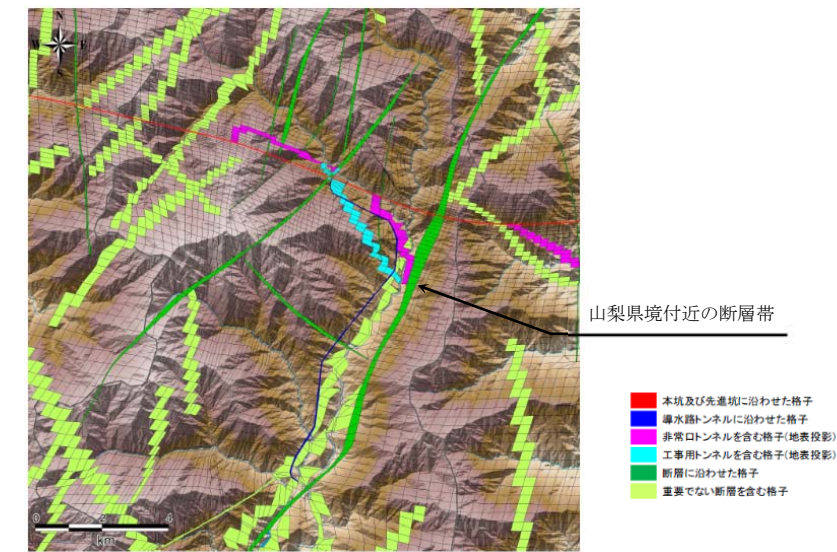 N
W E
S
山梨県境付近の断層帯
本坑及び先進坑に沿わせた格子
導水路トンネルに沿わせた格子
非常口トンネルを含む格子(地表投影)
工事用トンネルを含む格子(地表投影)
断層に沿わせた格子
重要でない断層を含む格子
0 2 4
km